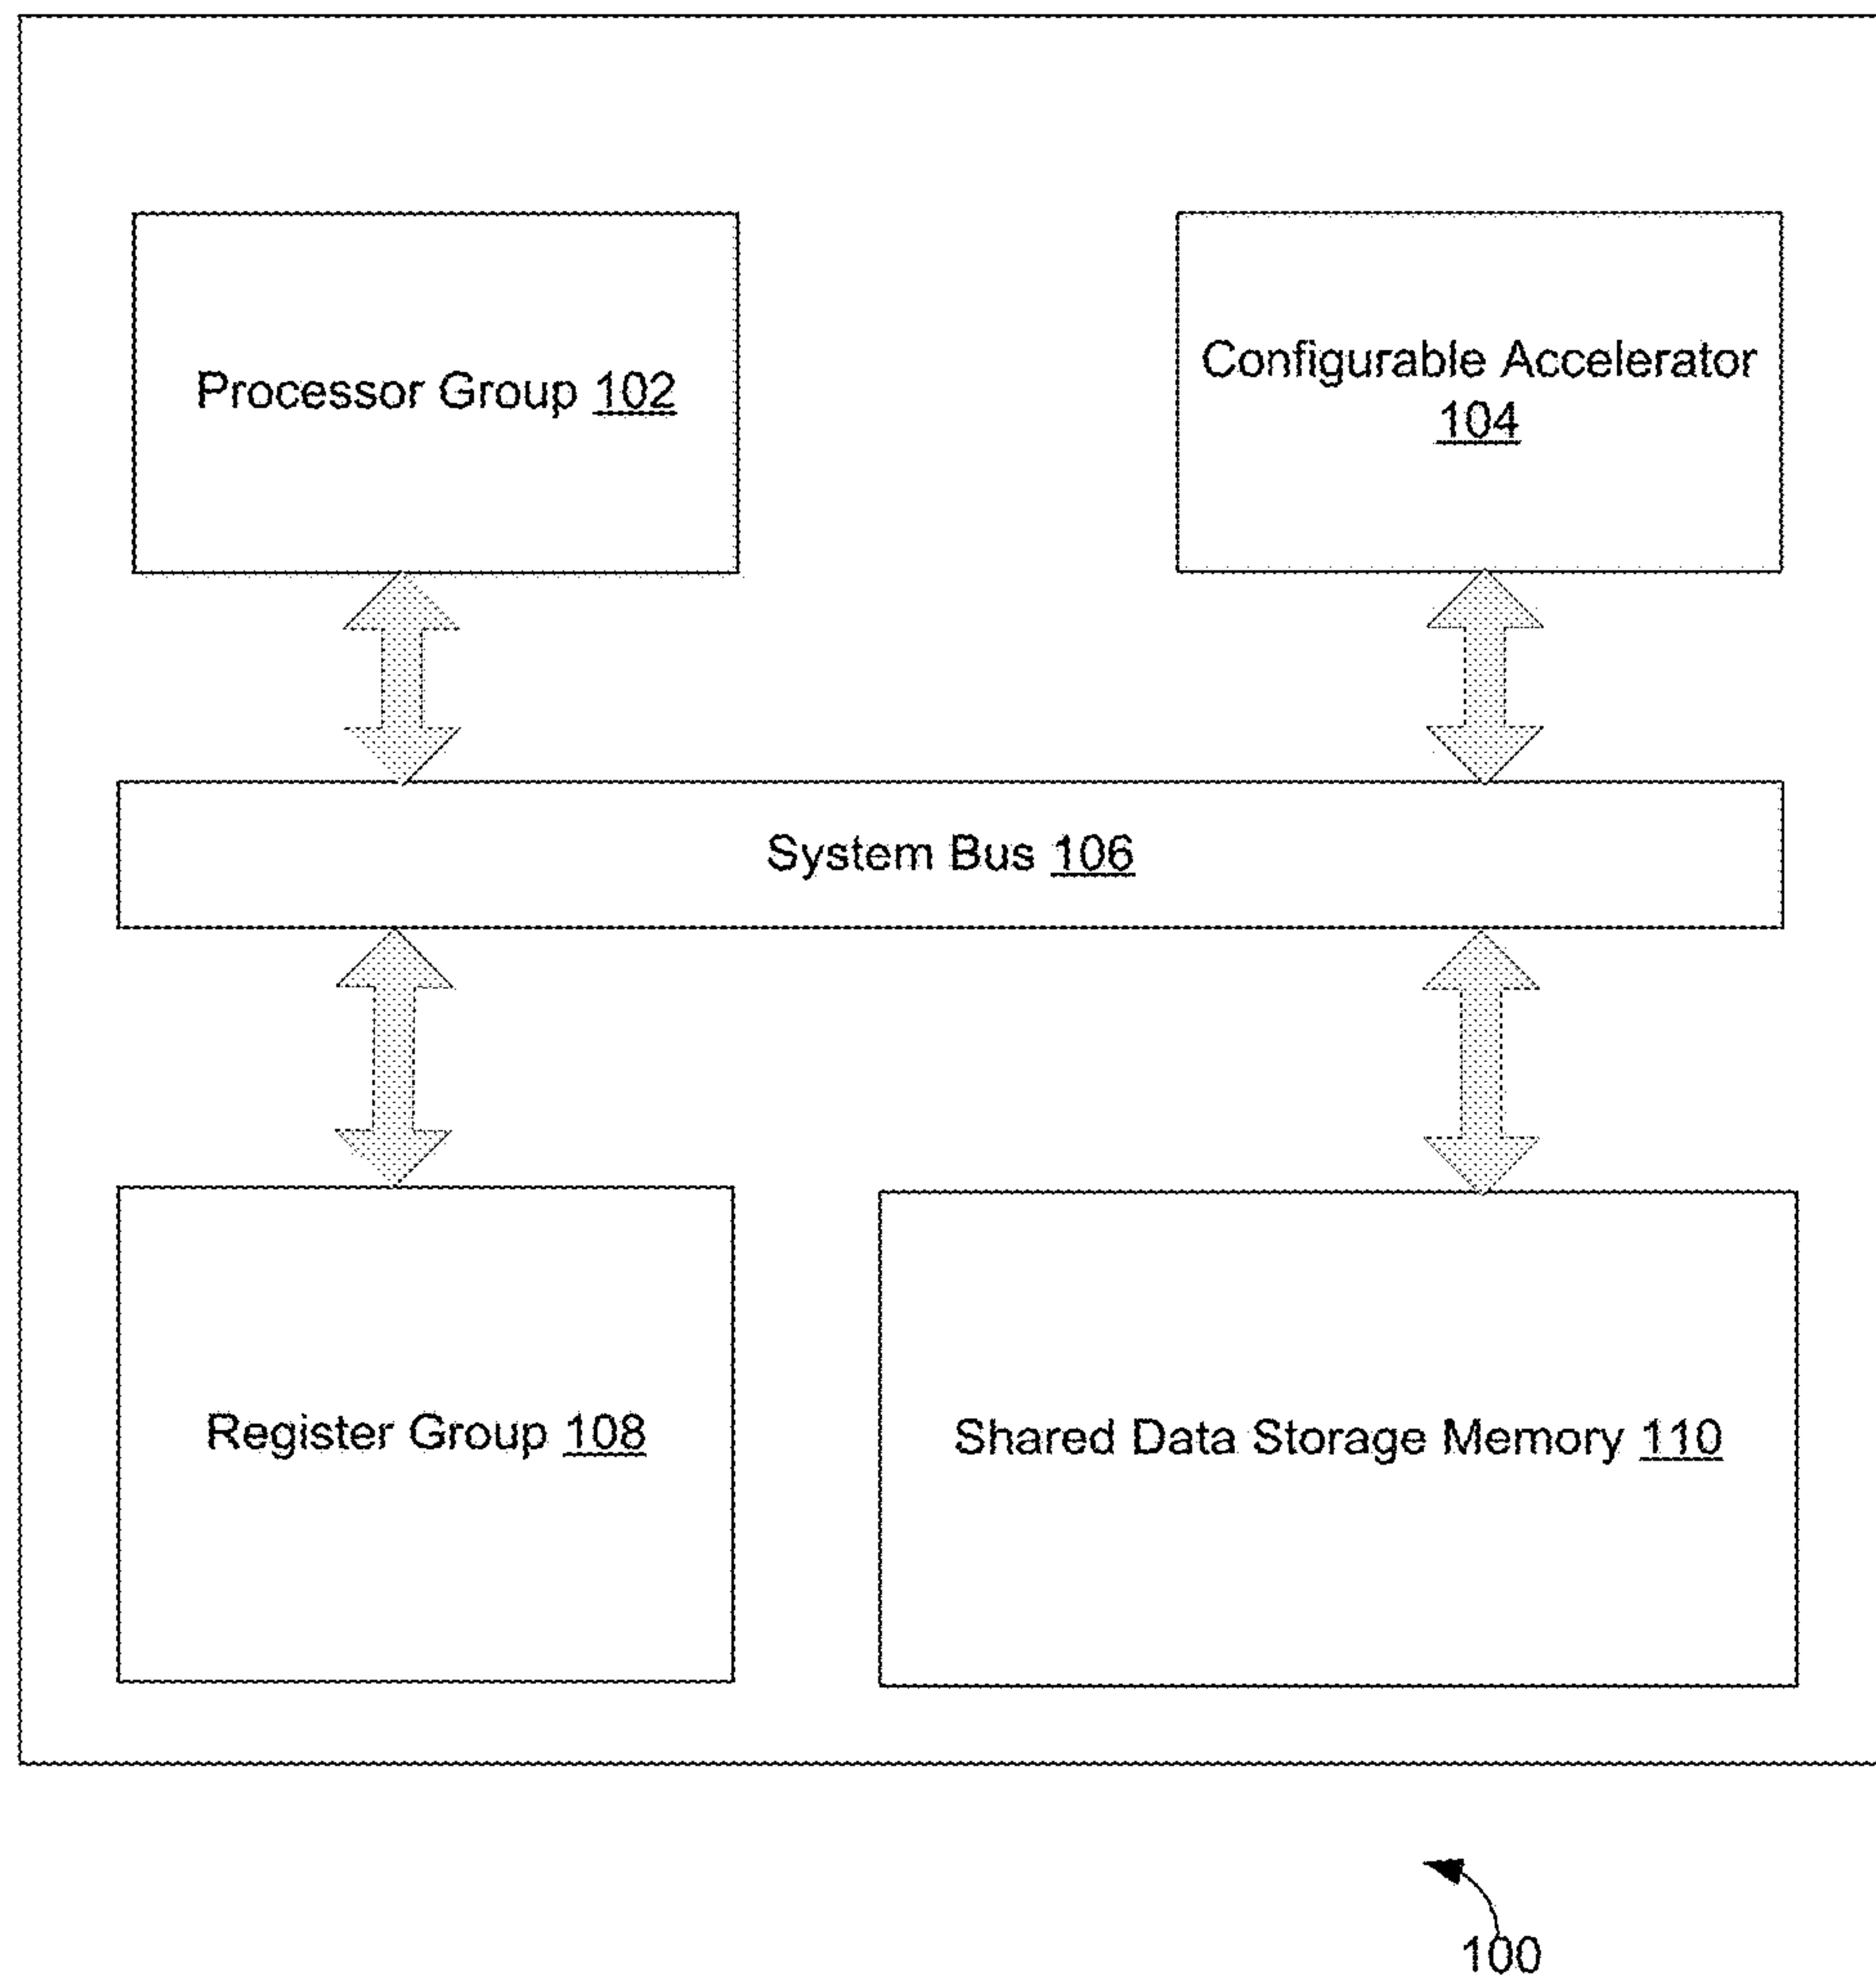 Processor Group 102
Configurable Accelerator
104
System Bus 106
Register Group 108
Shared Data Storage Memory 110
100